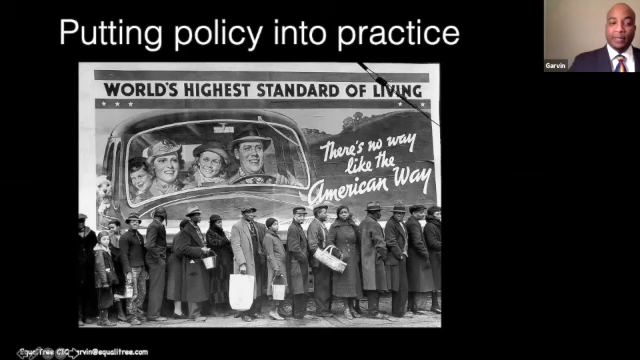 Putting policy into practice
Garvin
WORLD'S HIGHEST STANDARD OF LIVING
There's no way
like the
American Way